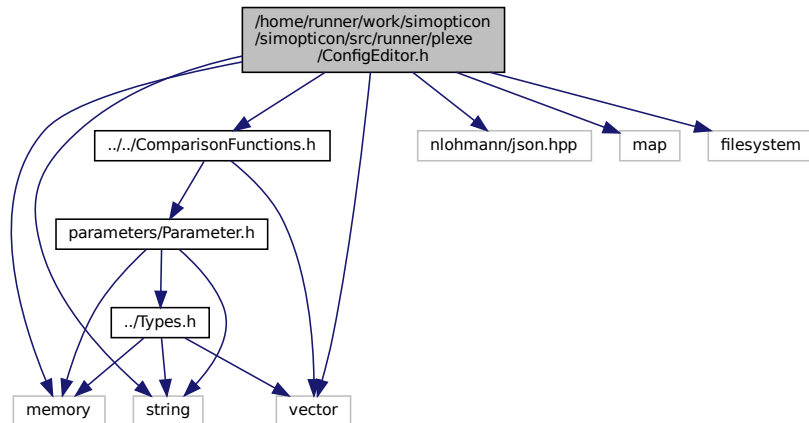 /home/runner/work/simopticon
/simopticon/src/runner/plexe
/ConfigEditor.h
../../ComparisonFunctions.h
nlohmann/json.hpp
map
filesystem
parameters/Parameter.h
../Types.h
memory
string
vector